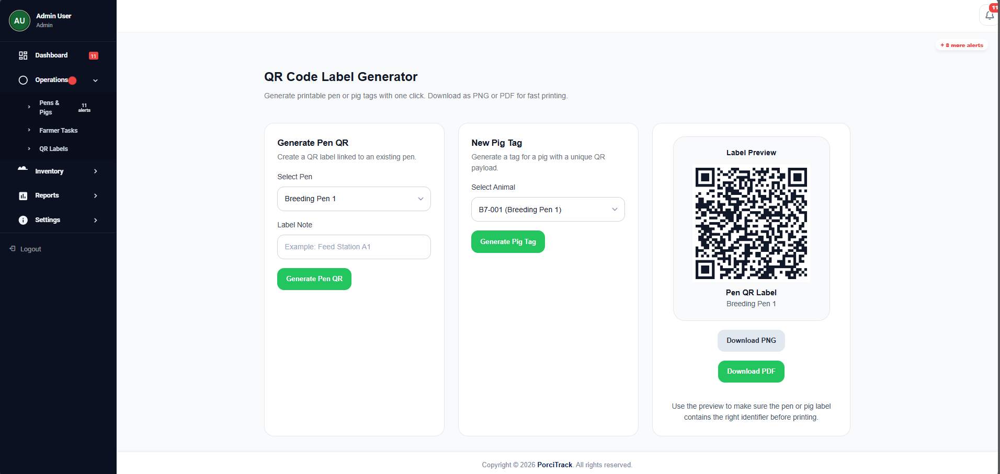 AU
Admin User
Admin
Dashboard
11
Operations
Pens &
Pigs
11
alerts
Farmer Tasks
QR Labels
Inventory
Reports
Settings
Logout
11
+ 8 more alerts
QR Code Label Generator
Generate printable pen or pig tags with one click. Download as PNG or PDF for fast printing.
Generate Pen QR
Create a QR label linked to an existing pen.
Select Pen
Breeding Pen 1
Label Note
Example: Feed Station A1
Generate Pen QR
New Pig Tag
Generate a tag for a pig with a unique QR
payload.
Select Animal
B7-001 (Breeding Pen 1)
Generate Pig Tag
Label Preview
Pen QR Label
Breeding Pen 1
Download PNG
Download PDF
Use the preview to make sure the pen or pig label
contains the right identifier before printing.
Copyright © 2026 PorciTrack. All rights reserved.